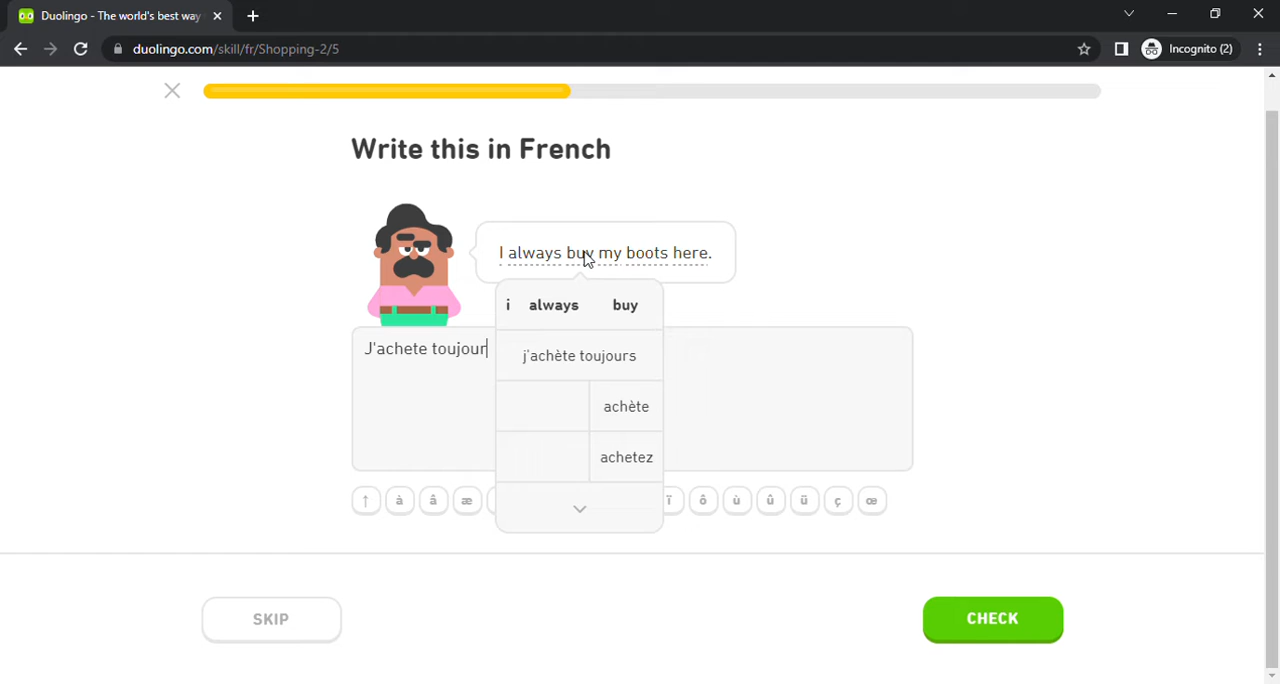 Duolingo - The world's best way
Incognito (2)
duolingo.com/skill/fr/Shopping-2/5
Write this in French
I always buy my boots here.
i always buy
J'achete toujour
j'achète toujours
achète
achetez
↑ à â æ ï ô ù û ü ç œ
SKIP
CHECK